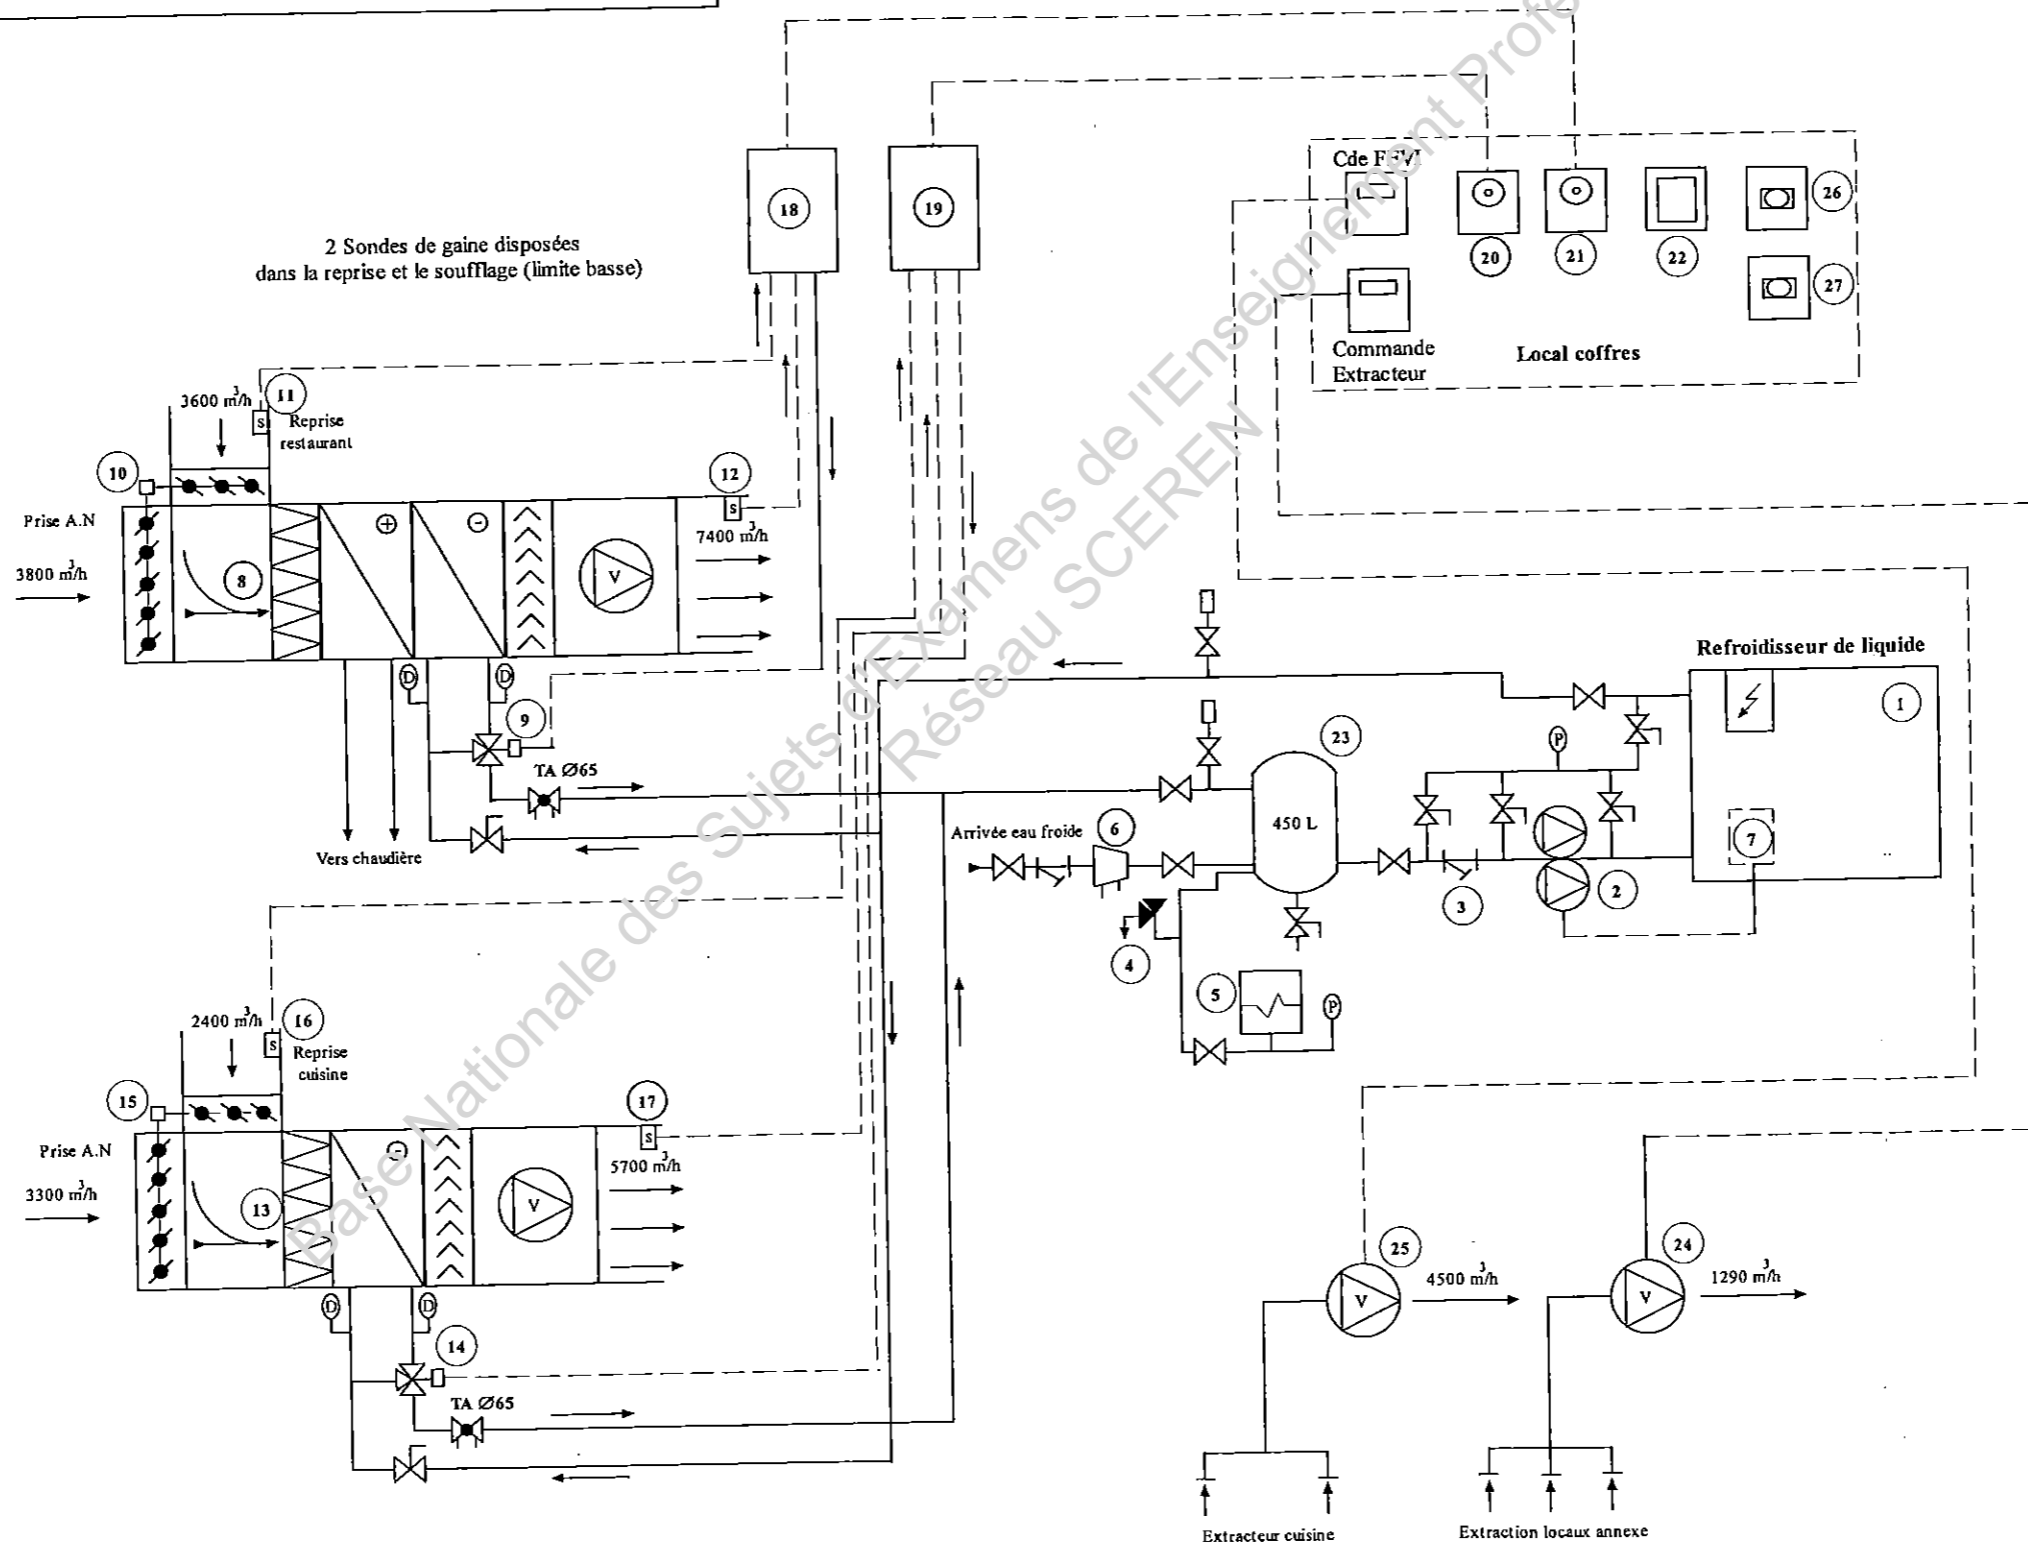 Cde FFVI
18
19
20
21
22
26
27
2 Sondes de gaine disposées
dans la reprise et le soufflage (limite basse)
Commande
Extracteur
Local coffres
3600 m³/h
11
S
Reprise
restaurant
10
12
S
Prise A.N
3800 m³/h
8
+
-
V
7400 m³/h
D
D
9
TA Ø65
Vers chaudière
Refroidisseur de liquide
1
P
23
450 L
Arrivée eau froide
6
7
2
3
4
5
P
2400 m³/h
16
S
Reprise
cuisine
15
17
S
Prise A.N
3300 m³/h
13
-
V
5700 m³/h
D
D
14
TA Ø65
25
V
4500 m³/h
24
V
1290 m³/h
Extracteur cuisine
Extraction locaux annexe
Base Nationale des Sujets d'Examens de l'Enseignement Profe
Réseau SCEREN